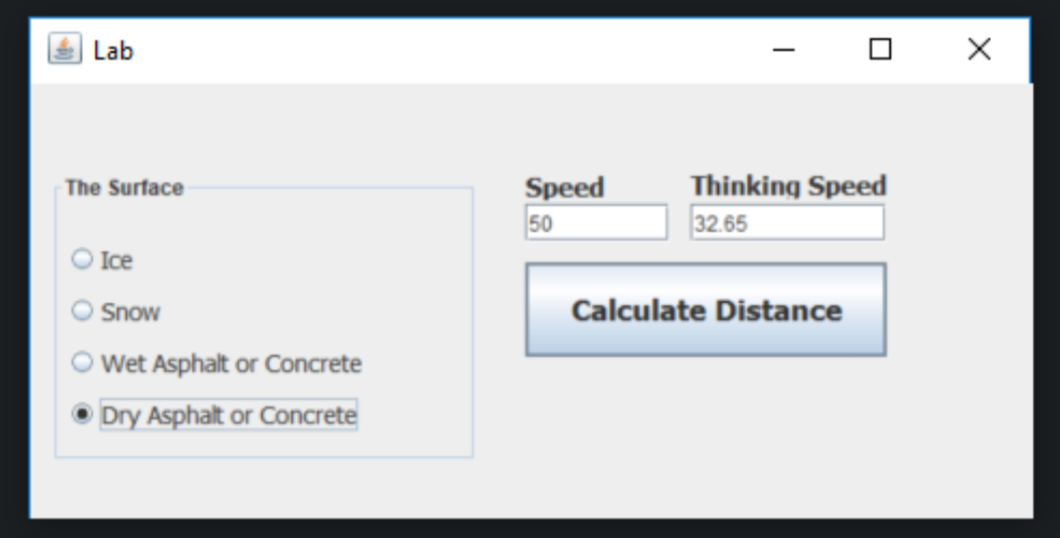 Lab
The Surface
Ice
Snow
Wet Asphalt or Concrete
Dry Asphalt or Concrete
Speed Thinking Speed
50 32.65
Calculate Distance